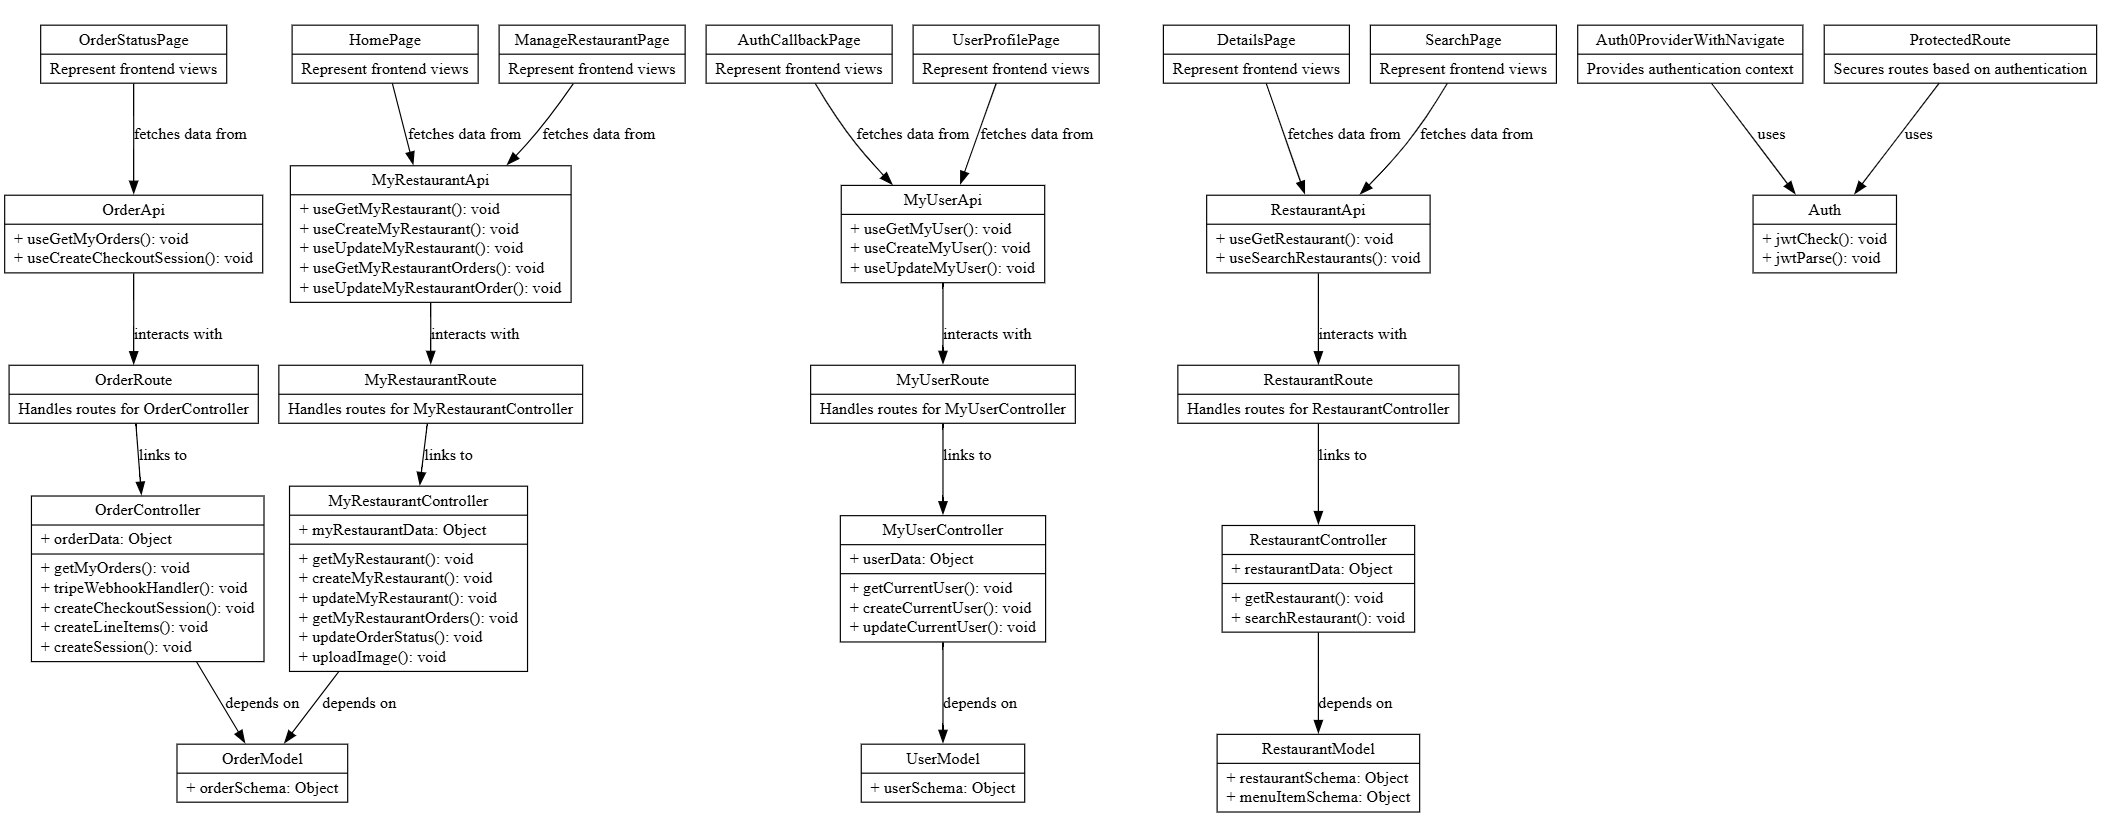 OrderStatusPage
Represent frontend views
HomePage
Represent frontend views
ManageRestaurantPage
Represent frontend views
AuthCallbackPage
Represent frontend views
UserProfilePage
Represent frontend views
DetailsPage
Represent frontend views
SearchPage
Represent frontend views
Auth0ProviderWithNavigate
Provides authentication context
ProtectedRoute
Secures routes based on authentication
fetches data from
fetches data from
fetches data from
fetches data from
fetches data from
fetches data from
fetches data from
uses
uses
OrderApi
+ useGetMyOrders(): void
+ useCreateCheckoutSession(): void
MyRestaurantApi
+ useGetMyRestaurant(): void
+ useCreateMyRestaurant(): void
+ useUpdateMyRestaurant(): void
+ useGetMyRestaurantOrders(): void
+ useUpdateMyRestaurantOrder(): void
MyUserApi
+ useGetMyUser(): void
+ useCreateMyUser(): void
+ useUpdateMyUser(): void
RestaurantApi
+ useGetRestaurant(): void
+ useSearchRestaurants(): void
Auth
+ jwtCheck(): void
+ jwtParse(): void
interacts with
interacts with
interacts with
interacts with
OrderRoute
Handles routes for OrderController
MyRestaurantRoute
Handles routes for MyRestaurantController
MyUserRoute
Handles routes for MyUserController
RestaurantRoute
Handles routes for RestaurantController
links to
links to
links to
links to
OrderController
+ orderData: Object
+ getMyOrders(): void
+ tripeWebhookHandler(): void
+ createCheckoutSession(): void
+ createLineItems(): void
+ createSession(): void
MyRestaurantController
+ myRestaurantData: Object
+ getMyRestaurant(): void
+ createMyRestaurant(): void
+ updateMyRestaurant(): void
+ getMyRestaurantOrders(): void
+ updateOrderStatus(): void
+ uploadImage(): void
MyUserController
+ userData: Object
+ getCurrentUser(): void
+ createCurrentUser(): void
+ updateCurrentUser(): void
RestaurantController
+ restaurantData: Object
+ getRestaurant(): void
+ searchRestaurant(): void
depends on
depends on
depends on
depends on
OrderModel
+ orderSchema: Object
UserModel
+ userSchema: Object
RestaurantModel
+ restaurantSchema: Object
+ menuItemSchema: Object